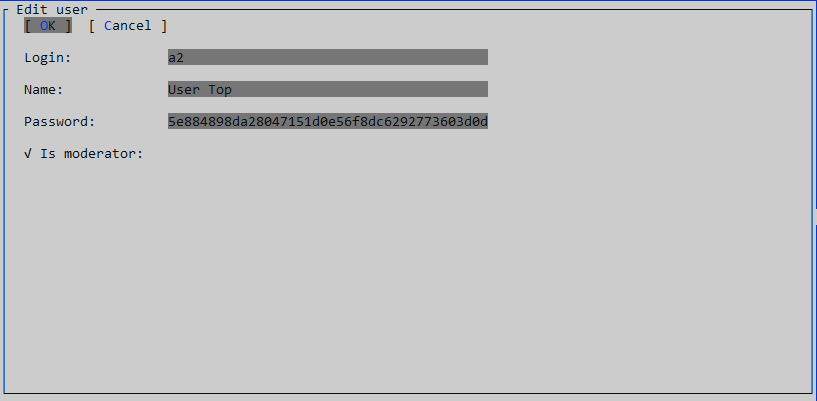 Edit user
[ OK ] [ Cancel ]
Login: a2
Name: User Top
Password: 5e884898da28047151d0e56f8dc6292773603d0d
√ Is moderator: